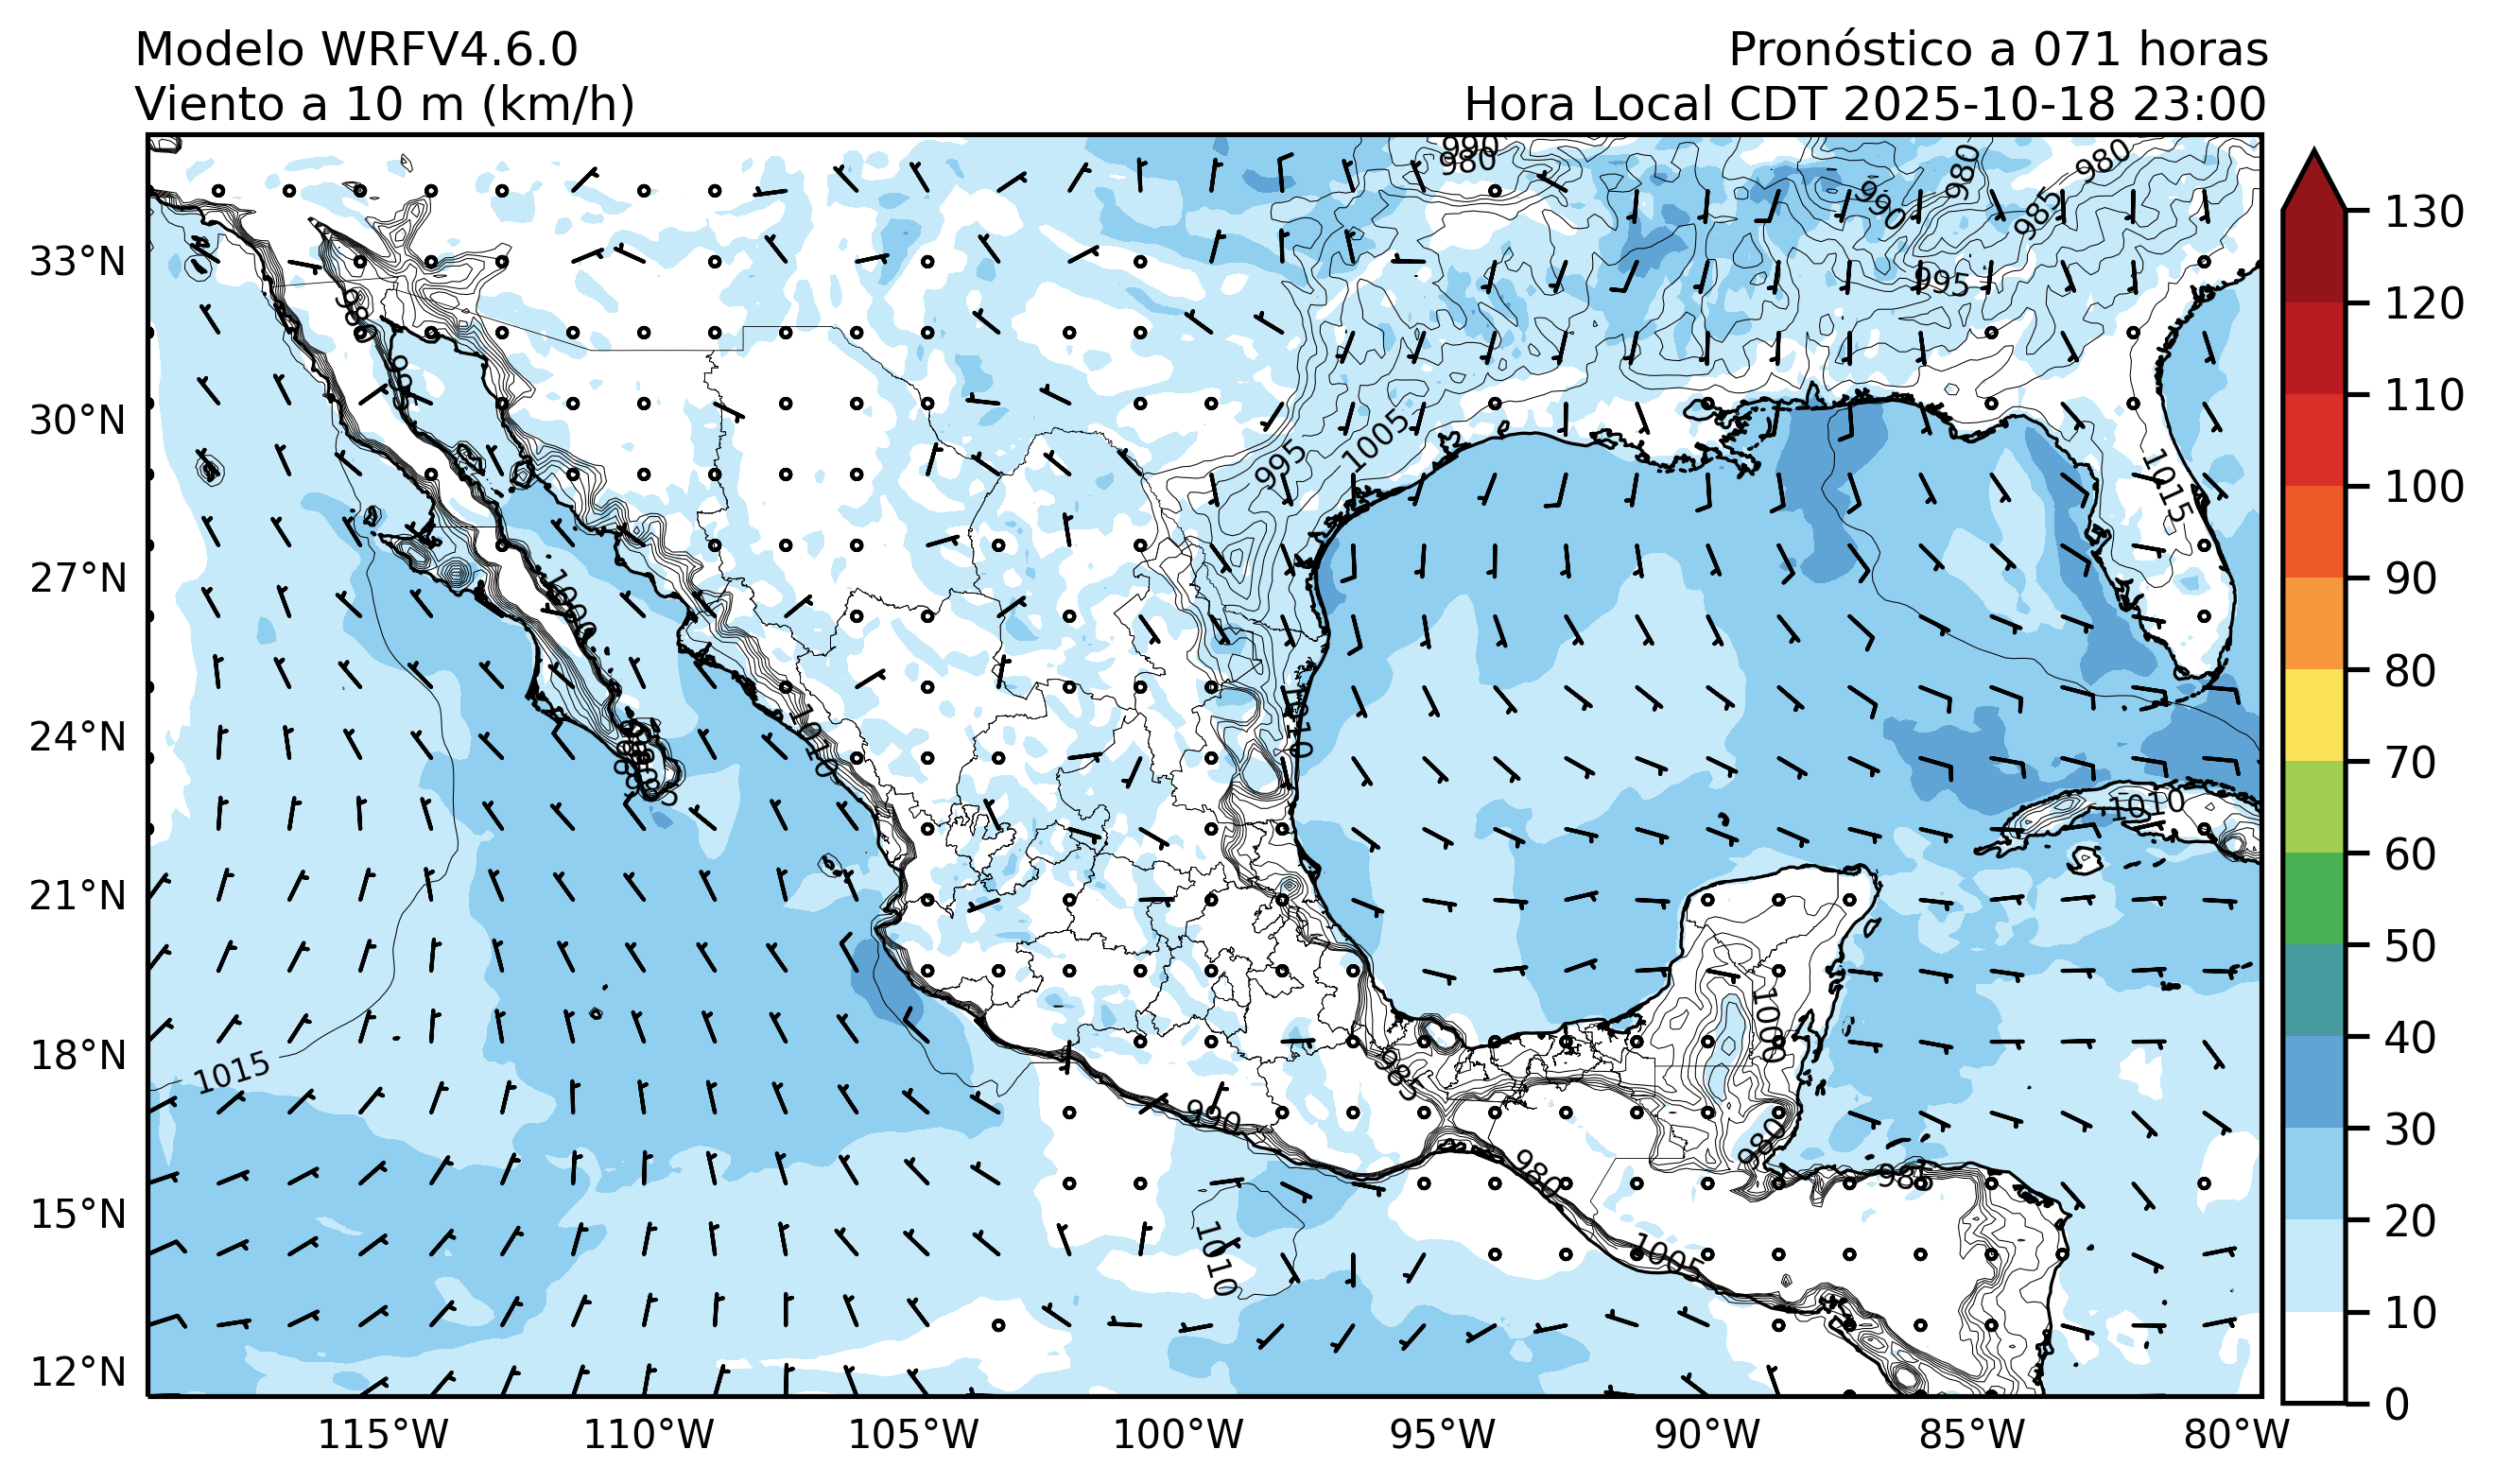 Modelo WRFV4.6.0
Viento a 10 m (km/h)
Pronóstico a 071 horas
Hora Local CDT 2025-10-18 23:00
33°N
30°N
27°N
24°N
21°N
18°N
15°N
12°N
115°W
110°W
105°W
100°W
95°W
90°W
85°W
80°W
130
120
110
100
90
80
70
60
50
40
30
20
10
0
990
980
990
980
980
985
995
995
1005
1015
1000
1010
1010
1010
1015
1000
985
990
980
980
985
1010
1005